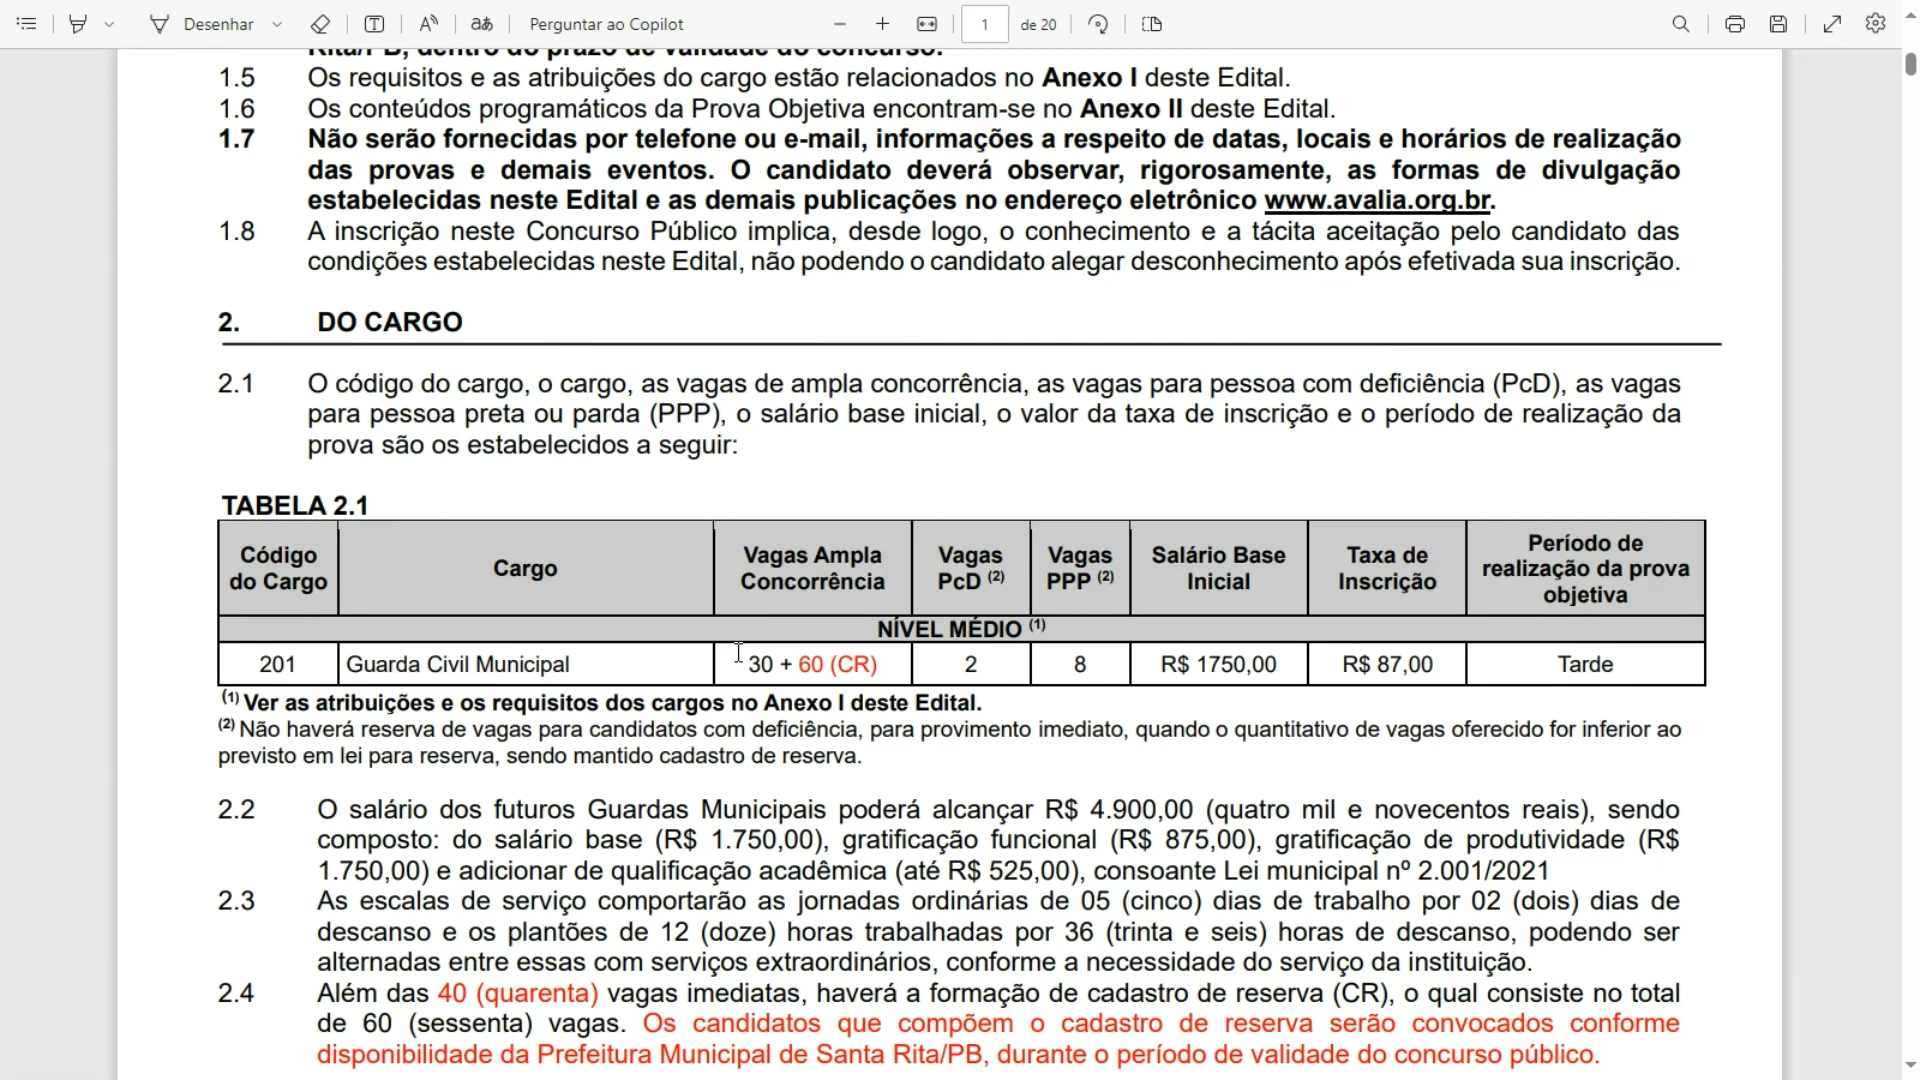 Desenhar
Perguntar ao Copilot
1
de 20
Rita/PB, dentro do prazo de validade do concurso.
1.5 Os requisitos e as atribuições do cargo estão relacionados no Anexo I deste Edital.
1.6 Os conteúdos programáticos da Prova Objetiva encontram-se no Anexo II deste Edital.
1.7 Não serão fornecidas por telefone ou e-mail, informações a respeito de datas, locais e horários de realização
das provas e demais eventos. O candidato deverá observar, rigorosamente, as formas de divulgação
estabelecidas neste Edital e as demais publicações no endereço eletrônico www.avalia.org.br.
1.8 A inscrição neste Concurso Público implica, desde logo, o conhecimento e a tácita aceitação pelo candidato das
condições estabelecidas neste Edital, não podendo o candidato alegar desconhecimento após efetivada sua inscrição.
2. DO CARGO
2.1 O código do cargo, o cargo, as vagas de ampla concorrência, as vagas para pessoa com deficiência (PcD), as vagas
para pessoa preta ou parda (PPP), o salário base inicial, o valor da taxa de inscrição e o período de realização da
prova são os estabelecidos a seguir:
TABELA 2.1
Código
do Cargo
Cargo
Vagas Ampla
Concorrência
Vagas
PcD (2)
Vagas
PPP (2)
Salário Base
Inicial
Taxa de
Inscrição
Período de
realização da prova
objetiva
NÍVEL MÉDIO (1)
201 Guarda Civil Municipal 30 + 60 (CR) 2 8 R$ 1750,00 R$ 87,00 Tarde
(1) Ver as atribuições e os requisitos dos cargos no Anexo I deste Edital.
(2) Não haverá reserva de vagas para candidatos com deficiência, para provimento imediato, quando o quantitativo de vagas oferecido for inferior ao
previsto em lei para reserva, sendo mantido cadastro de reserva.
2.2 O salário dos futuros Guardas Municipais poderá alcançar R$ 4.900,00 (quatro mil e novecentos reais), sendo
composto: do salário base (R$ 1.750,00), gratificação funcional (R$ 875,00), gratificação de produtividade (R$
1.750,00) e adicionar de qualificação acadêmica (até R$ 525,00), consoante Lei municipal nº 2.001/2021
2.3 As escalas de serviço comportarão as jornadas ordinárias de 05 (cinco) dias de trabalho por 02 (dois) dias de
descanso e os plantões de 12 (doze) horas trabalhadas por 36 (trinta e seis) horas de descanso, podendo ser
alternadas entre essas com serviços extraordinários, conforme a necessidade do serviço da instituição.
2.4 Além das 40 (quarenta) vagas imediatas, haverá a formação de cadastro de reserva (CR), o qual consiste no total
de 60 (sessenta) vagas. Os candidatos que compõem o cadastro de reserva serão convocados conforme
disponibilidade da Prefeitura Municipal de Santa Rita/PB, durante o período de validade do concurso público.